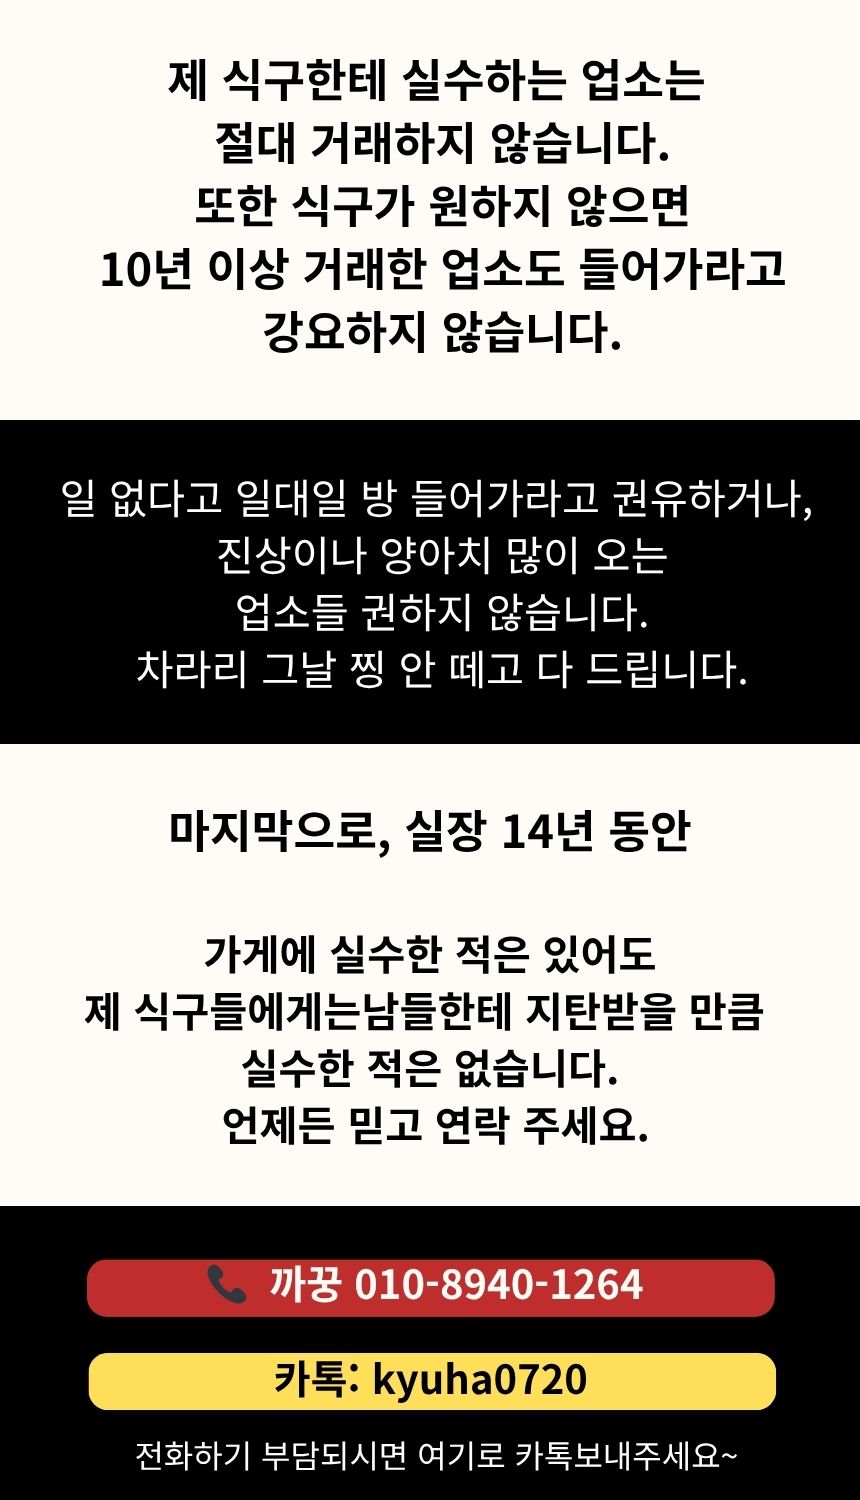 제 식구한테 실수하는 업소는
절대 거래하지 않습니다.
또한 식구가 원하지 않으면
10년 이상 거래한 업소도 들어가라고
강요하지 않습니다.
일 없다고 일대일 방 들어가라고 권유하거나,
진상이나 양아치 많이 오는
업소들 권하지 않습니다.
차라리 그날 찡 안 떼고 다 드립니다.
마지막으로, 실장 14년 동안
가게에 실수한 적은 있어도
제 식구들에게는남들한테 지탄받을 만큼
실수한 적은 없습니다.
언제든 믿고 연락 주세요.
까꿍 010-8940-1264
카톡: kyuha0720
전화하기 부담되시면 여기로 카톡보내주세요~